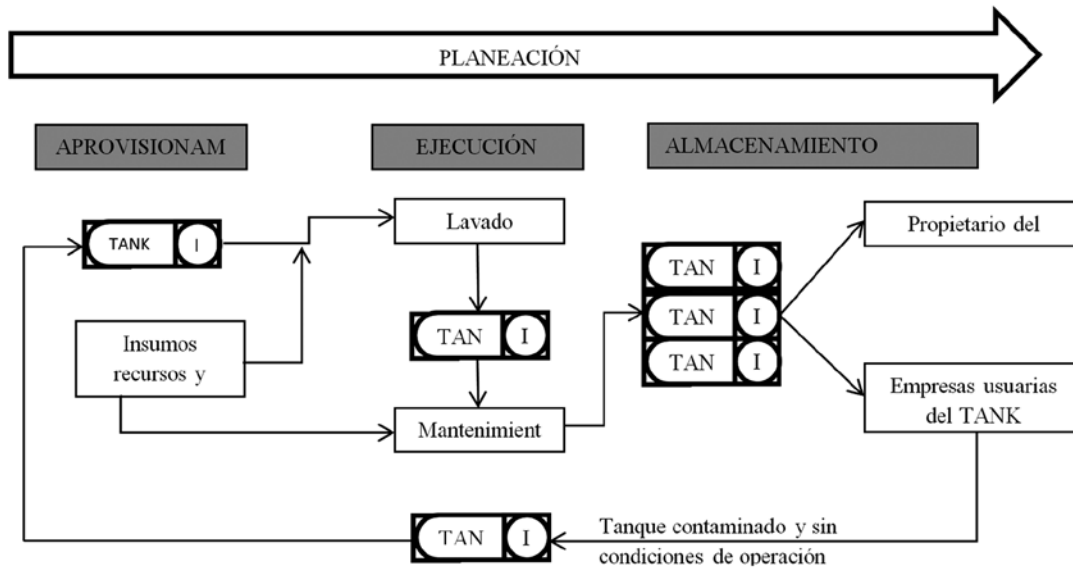 PLANEACIÓN
APROVISIONAM
EJECUCIÓN
ALMACENAMIENTO
TANK I
Lavado
Propietario del
TAN I
TAN I
TAN I
TAN I
Insumos
recursos y
Empresas usuarias
del TANK
Mantenimient
TAN I
Tanque contaminado y sin
condiciones de operación